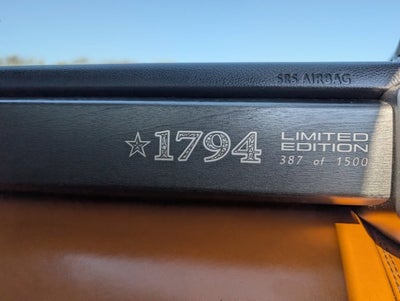 SRS AIRBAG
1794
LIMITED
EDITION
387 of 1500